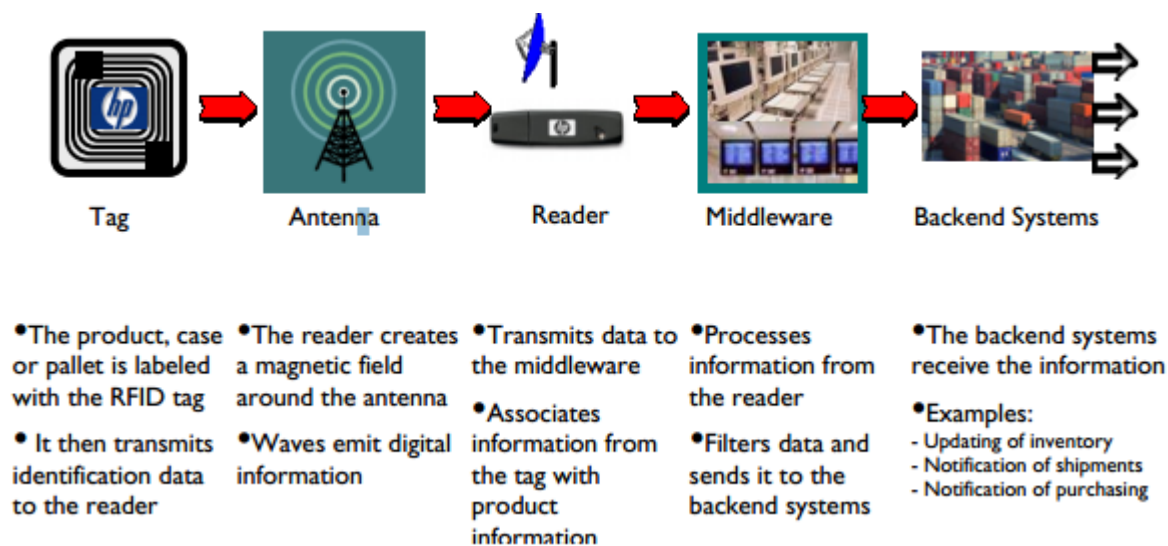 hp
hp
Tag
Antenna
Reader
Middleware
Backend Systems
•The product, case
or pallet is labeled
with the RFID tag
• It then transmits
identification data
to the reader
•The reader creates
a magnetic field
around the antenna
•Waves emit digital
information
•Transmits data to
the middleware
•Associates
information from
the tag with
product
information
•Processes
information from
the reader
•Filters data and
sends it to the
backend systems
•The backend systems
receive the information
•Examples:
- Updating of inventory
- Notification of shipments
- Notification of purchasing